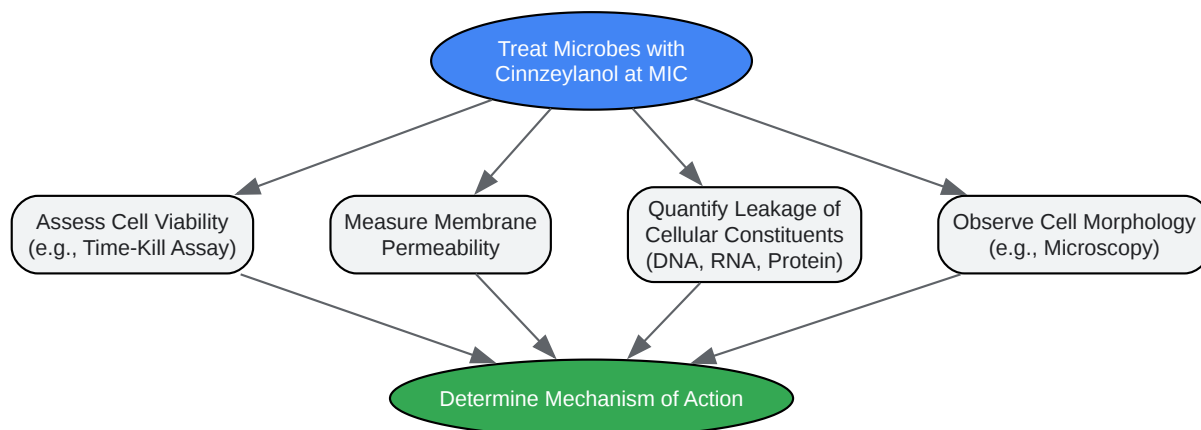 Treat Microbes with
Cinnzeylanol at MIC
Assess Cell Viability
(e.g., Time-Kill Assay)
Measure Membrane
Permeability
Quantify Leakage of
Cellular Constituents
(DNA, RNA, Protein)
Observe Cell Morphology
(e.g., Microscopy)
Determine Mechanism of Action